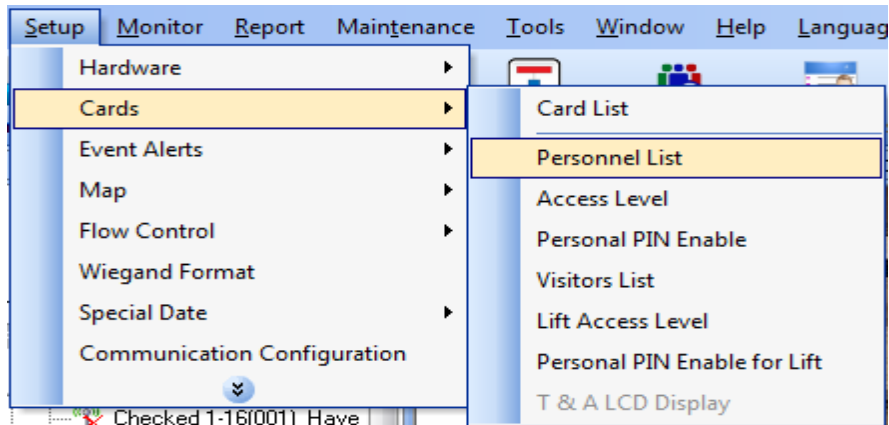 Setup Monitor Report Maintenance Tools Window Help Languag
Hardware
Cards
Event Alerts
Map
Flow Control
Wiegand Format
Special Date
Communication Configuration
Card List
Personnel List
Access Level
Personal PIN Enable
Visitors List
Lift Access Level
Personal PIN Enable for Lift
T & A LCD Display
Checked 1-16(001) Have